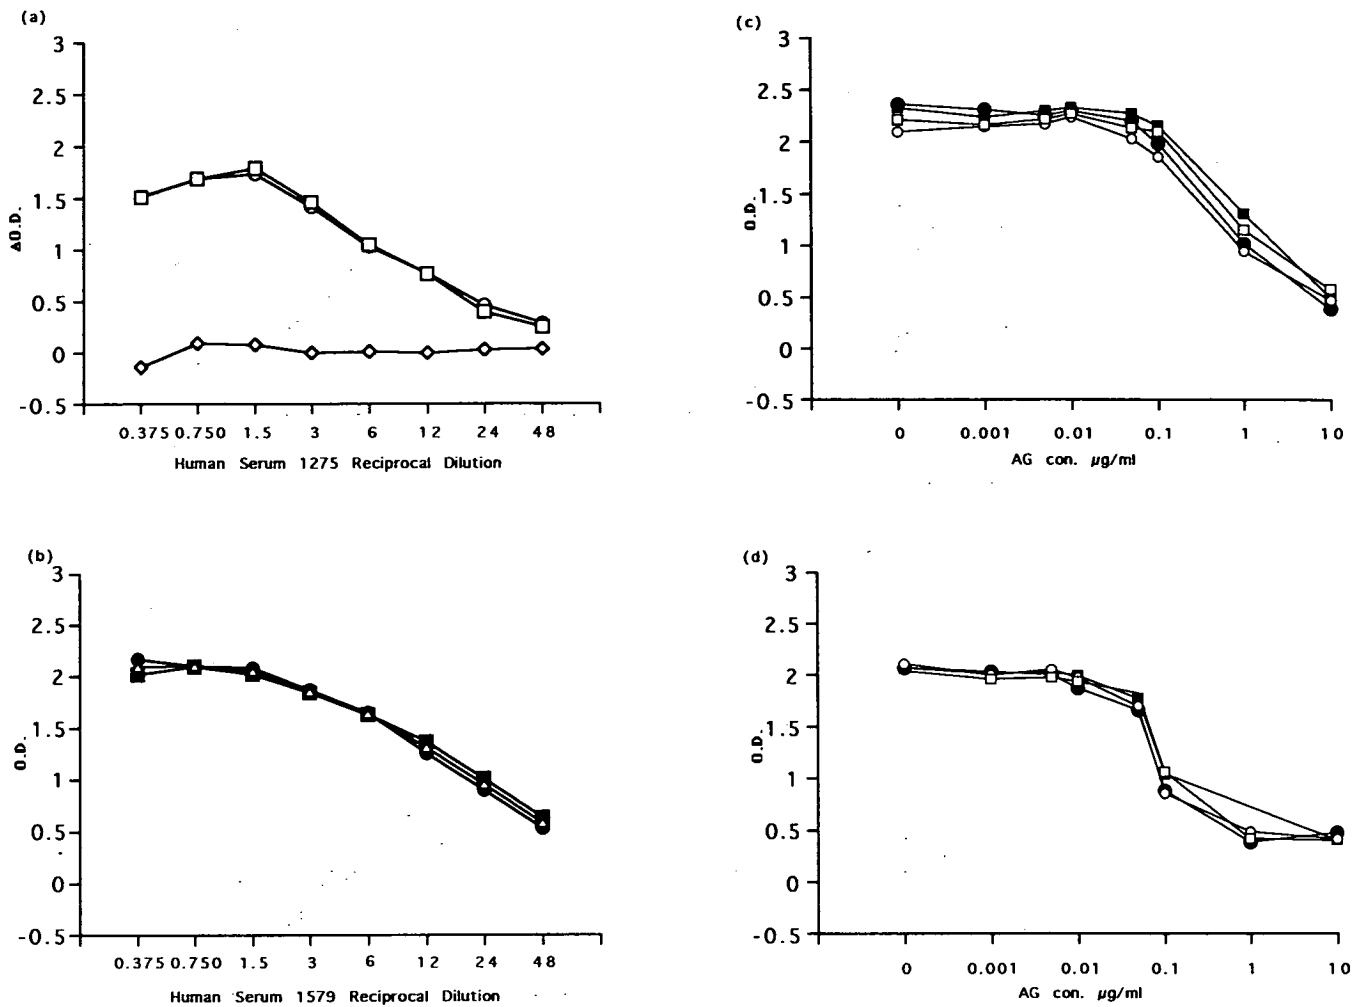 (a)
3
2.5
2
1.5
1
0.5
0
-0.5
ΔO.D.
0.375 0.750 1.5 3 6 12 24 48
Human Serum 1275 Reciprocal Dilution
(b)
3
2.5
2
1.5
1
0.5
0
-0.5
O.D.
0.375 0.750 1.5 3 6 12 24 48
Human Serum 1579 Reciprocal Dilution
(c)
3
2.5
2
1.5
1
0.5
0
-0.5
O.D.
0 0.001 0.01 0.1 1 10
AG con. µg/ml
(d)
3
2.5
2
1.5
1
0.5
0
-0.5
O.D.
0 0.001 0.01 0.1 1 10
AG con. µg/ml